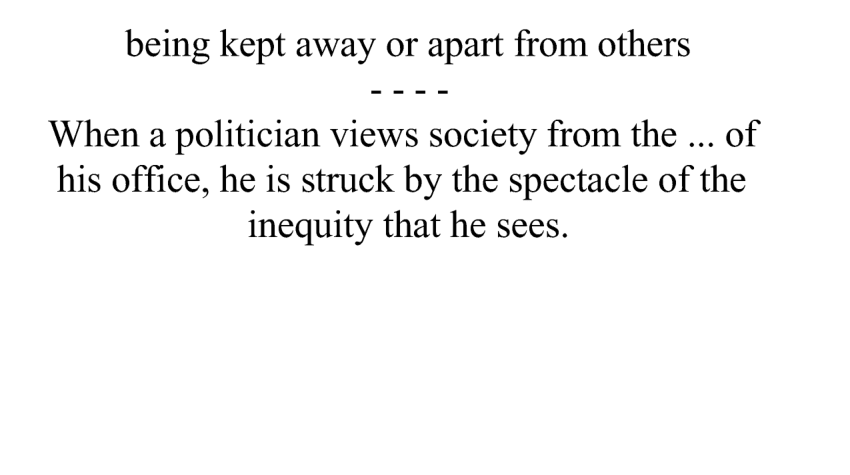 being kept away or apart from others
- - - -
When a politician views society from the ... of
his office, he is struck by the spectacle of the
inequity that he sees.